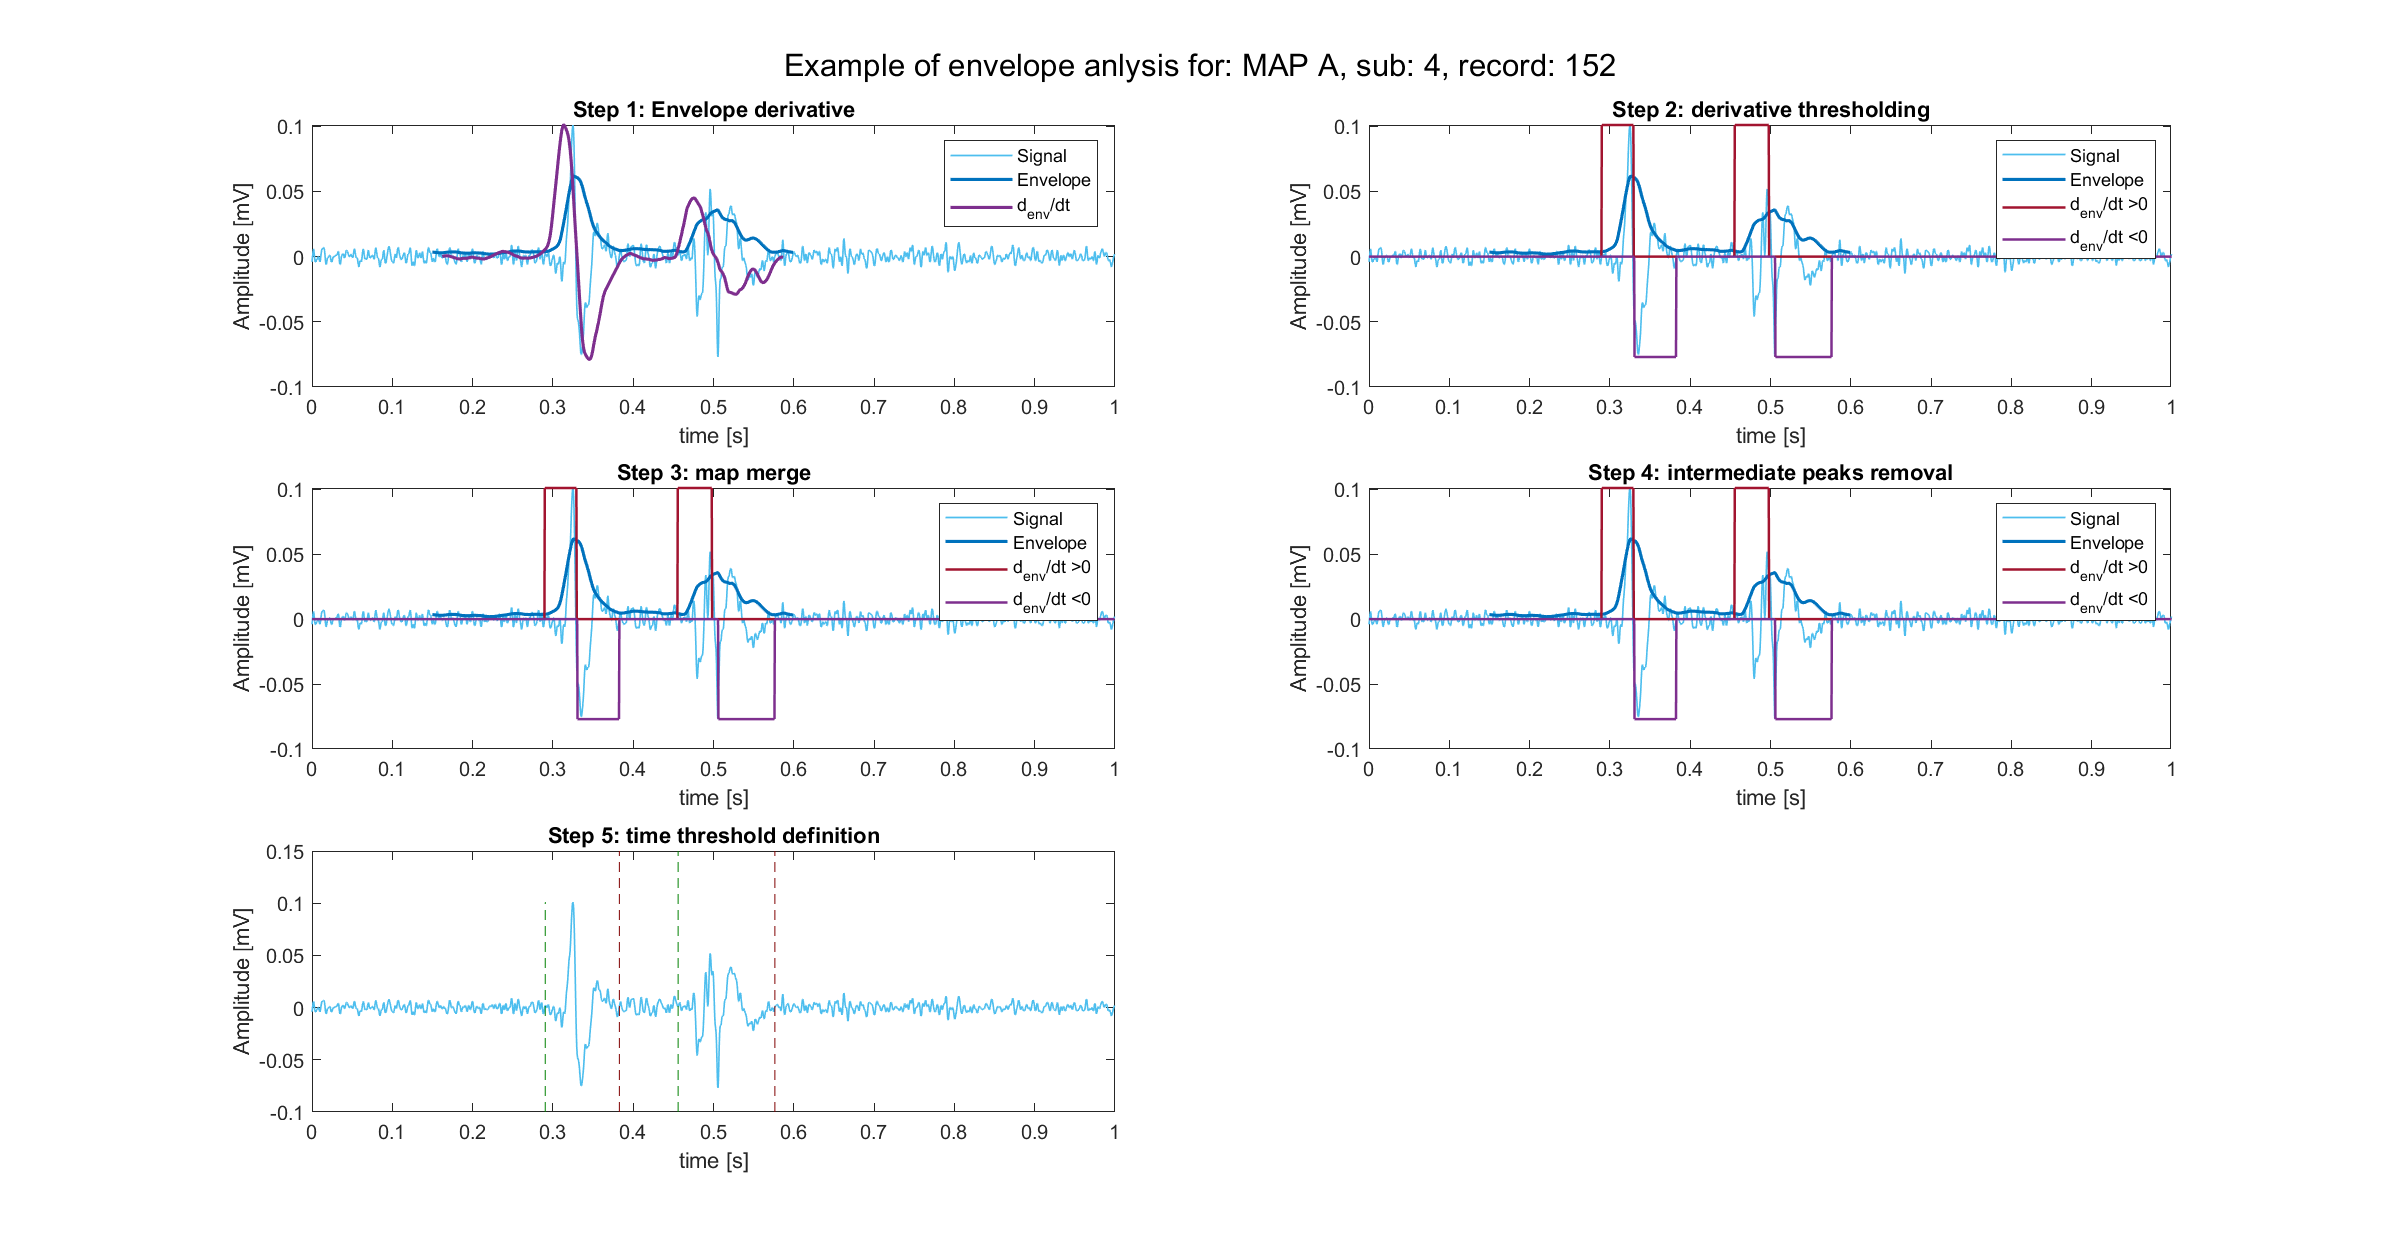 Example of envelope anlysis for: MAP A, sub: 4, record: 152
Step 1: Envelope derivative
0.1
0.05
0
-0.05
-0.1
Amplitude [mV]
0 0.1 0.2 0.3 0.4 0.5 0.6 0.7 0.8 0.9 1
time [s]
Signal
Envelope
d_env/dt
Step 2: derivative thresholding
0.1
0.05
0
-0.05
-0.1
Amplitude [mV]
0 0.1 0.2 0.3 0.4 0.5 0.6 0.7 0.8 0.9 1
time [s]
Signal
Envelope
d_env/dt >0
d_env/dt <0
Step 3: map merge
0.1
0.05
0
-0.05
-0.1
Amplitude [mV]
0 0.1 0.2 0.3 0.4 0.5 0.6 0.7 0.8 0.9 1
time [s]
Signal
Envelope
d_env/dt >0
d_env/dt <0
Step 4: intermediate peaks removal
0.1
0.05
0
-0.05
-0.1
Amplitude [mV]
0 0.1 0.2 0.3 0.4 0.5 0.6 0.7 0.8 0.9 1
time [s]
Signal
Envelope
d_env/dt >0
d_env/dt <0
Step 5: time threshold definition
0.15
0.1
0.05
0
-0.05
-0.1
Amplitude [mV]
0 0.1 0.2 0.3 0.4 0.5 0.6 0.7 0.8 0.9 1
time [s]